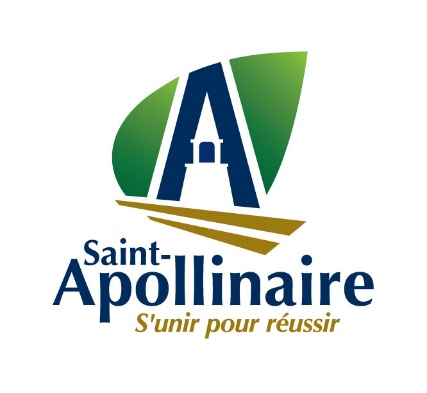 A
Saint-
Apollinaire
S'unir pour réussir